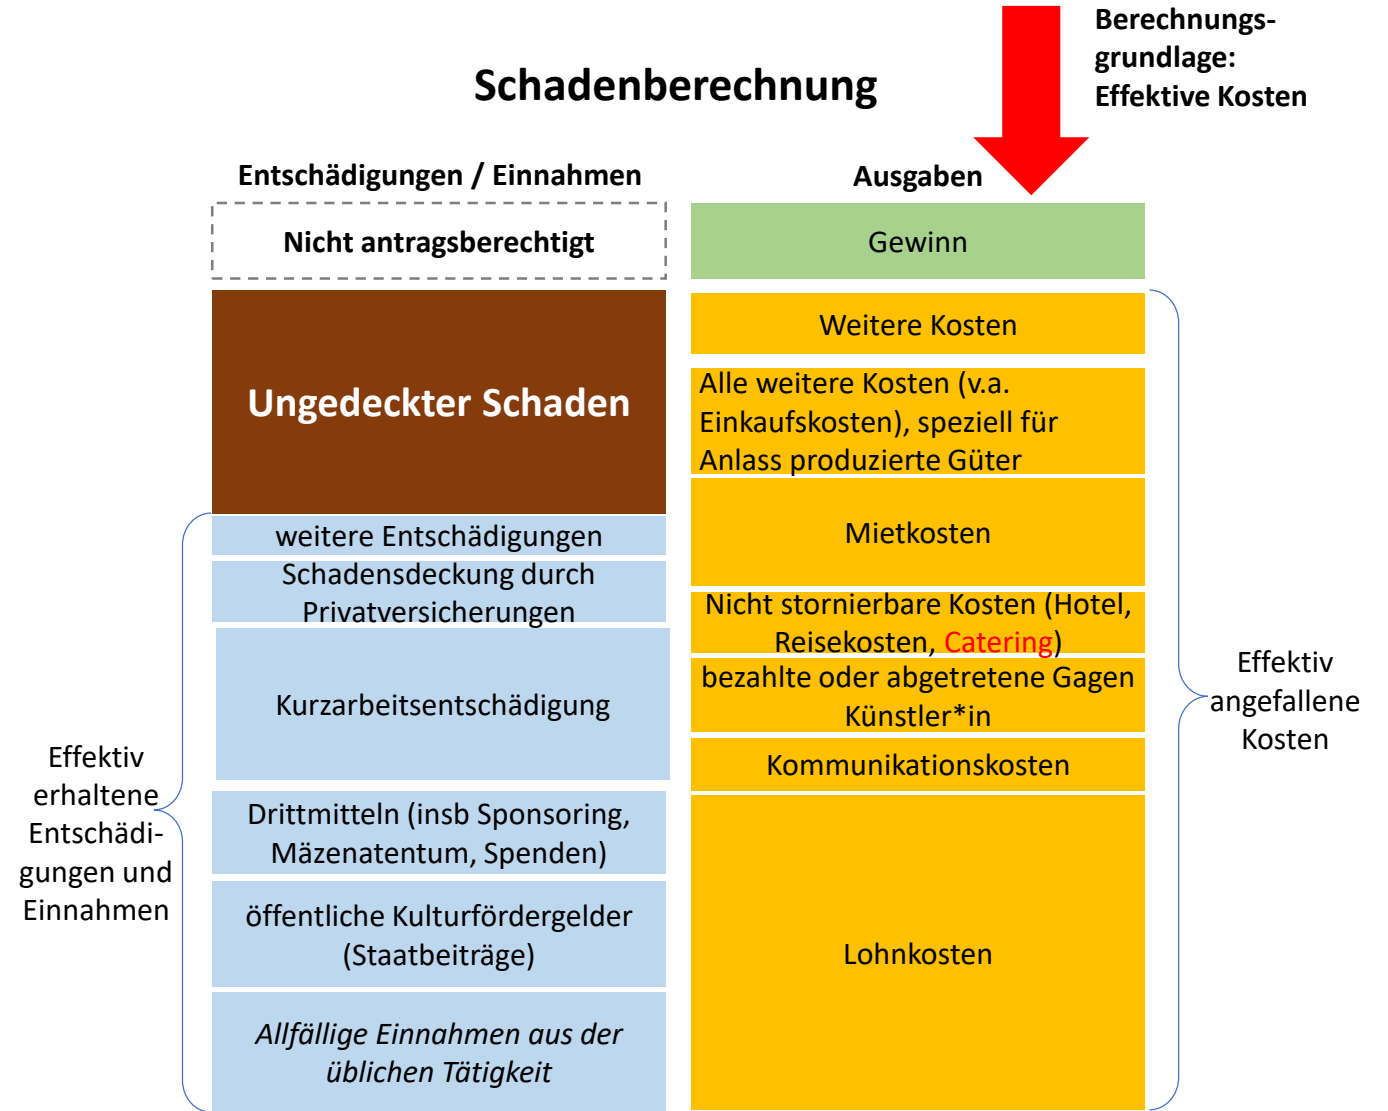 Berechnungs-
grundlage:
Effektive Kosten
Schadenberechnung
Entschädigungen / Einnahmen
Nicht antragsberechtigt
Ungedeckter Schaden
weitere Entschädigungen
Schadensdeckung durch
Privatversicherungen
Kurzarbeitsentschädigung
Drittmitteln (insb Sponsoring,
Mäzenatentum, Spenden)
öffentliche Kulturfördergelder
(Staatbeiträge)
Allfällige Einnahmen aus der
üblichen Tätigkeit
Effektiv
erhaltene
Entschädi-
gungen und
Einnahmen
Ausgaben
Gewinn
Weitere Kosten
Alle weitere Kosten (v.a.
Einkaufskosten), speziell für
Anlass produzierte Güter
Mietkosten
Nicht stornierbare Kosten (Hotel,
Reisekosten, Catering)
bezahlte oder abgetretene Gagen
Künstler*in
Kommunikationskosten
Lohnkosten
Effektiv
angefallene
Kosten